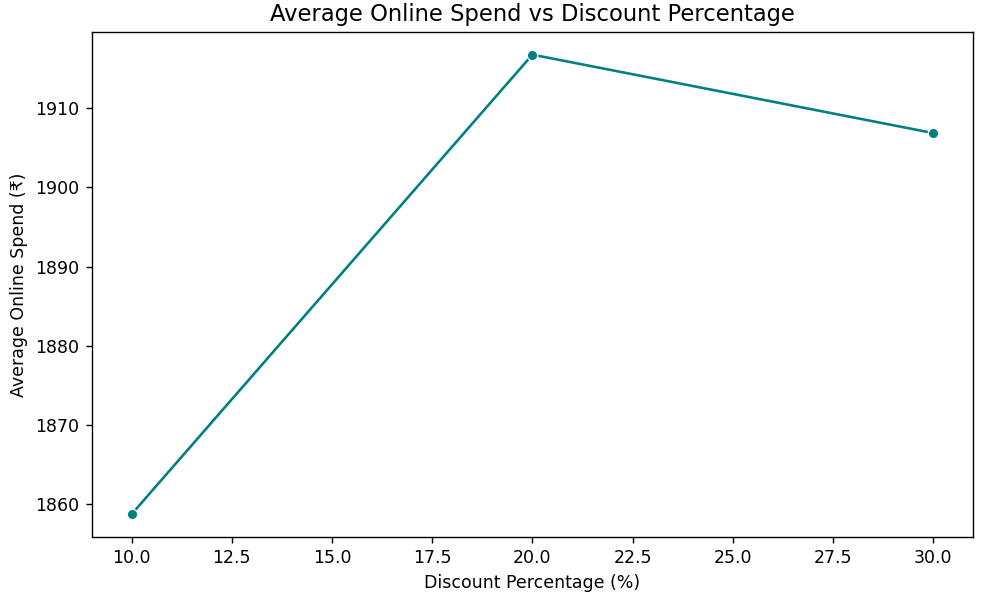 Average Online Spend vs Discount Percentage
Average Online Spend (₹)
1910
1900
1890
1880
1870
1860
10.0 12.5 15.0 17.5 20.0 22.5 25.0 27.5 30.0
Discount Percentage (%)